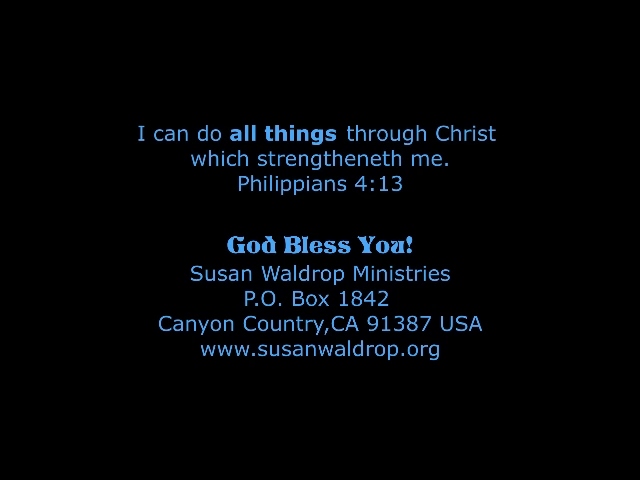 I can do all things through Christ
which strengtheneth me.
Philippians 4:13
God Bless You!
Susan Waldrop Ministries
P.O. Box 1842
Canyon Country,CA 91387 USA
www.susanwaldrop.org